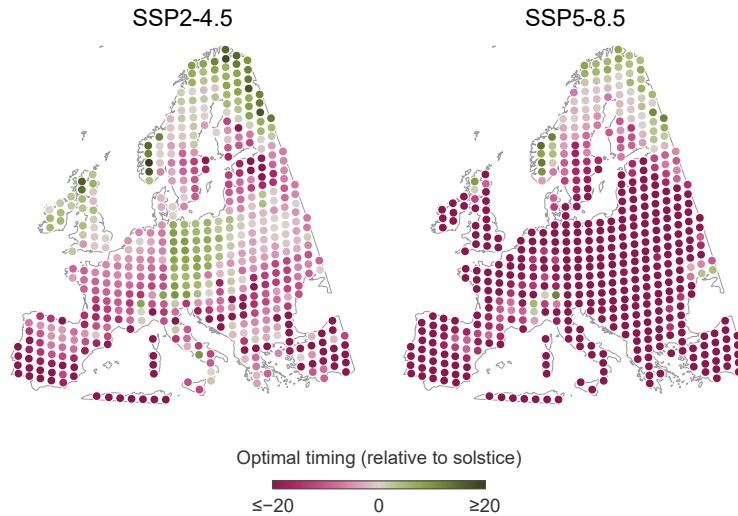 SSP2-4.5 SSP5-8.5
Optimal timing (relative to solstice)
≤−20 0 ≥20